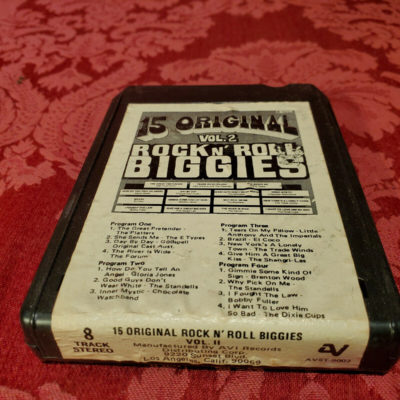 15 ORIGINAL
VOL. 2
ROCK N' ROLL
BIGGIES
Program One
1. The Great Pretender -
The Platters
2. She Sends Me - The E Types
3. Day By Day - Godspell
Original Cast Aust.
4. The River is Wide -
The Forum
Program Two
1. How Do You Tell An
Angel - Gloria Jones
2. Good Guys Don't
Wear White - The Standells
3. Inner Mystic - Chocolate
Watchband
Program Three
1. Tears On My Pillow - Little
Anthony And The Imperials
2. Brazil - El Coco
3. New York's A Lonely
Town - The Trade Winds
4. Give Him A Great Big
Kiss - The Shangri-Las
Program Four
1. Gimmie Some Kind Of
Sign - Brenton Wood
2. Why Pick On Me
The Standells
3. I Fought The Law -
Bobby Fuller
4. I Want To Love Him
So Bad - The Dixie Cups
8
TRACK
STEREO
15 ORIGINAL ROCK N' ROLL BIGGIES
VOL. II
Manufactured By AVI Records
Distributing Corp.
9220 Sunset Blvd.
Los Angeles, Calif. 90069
AV